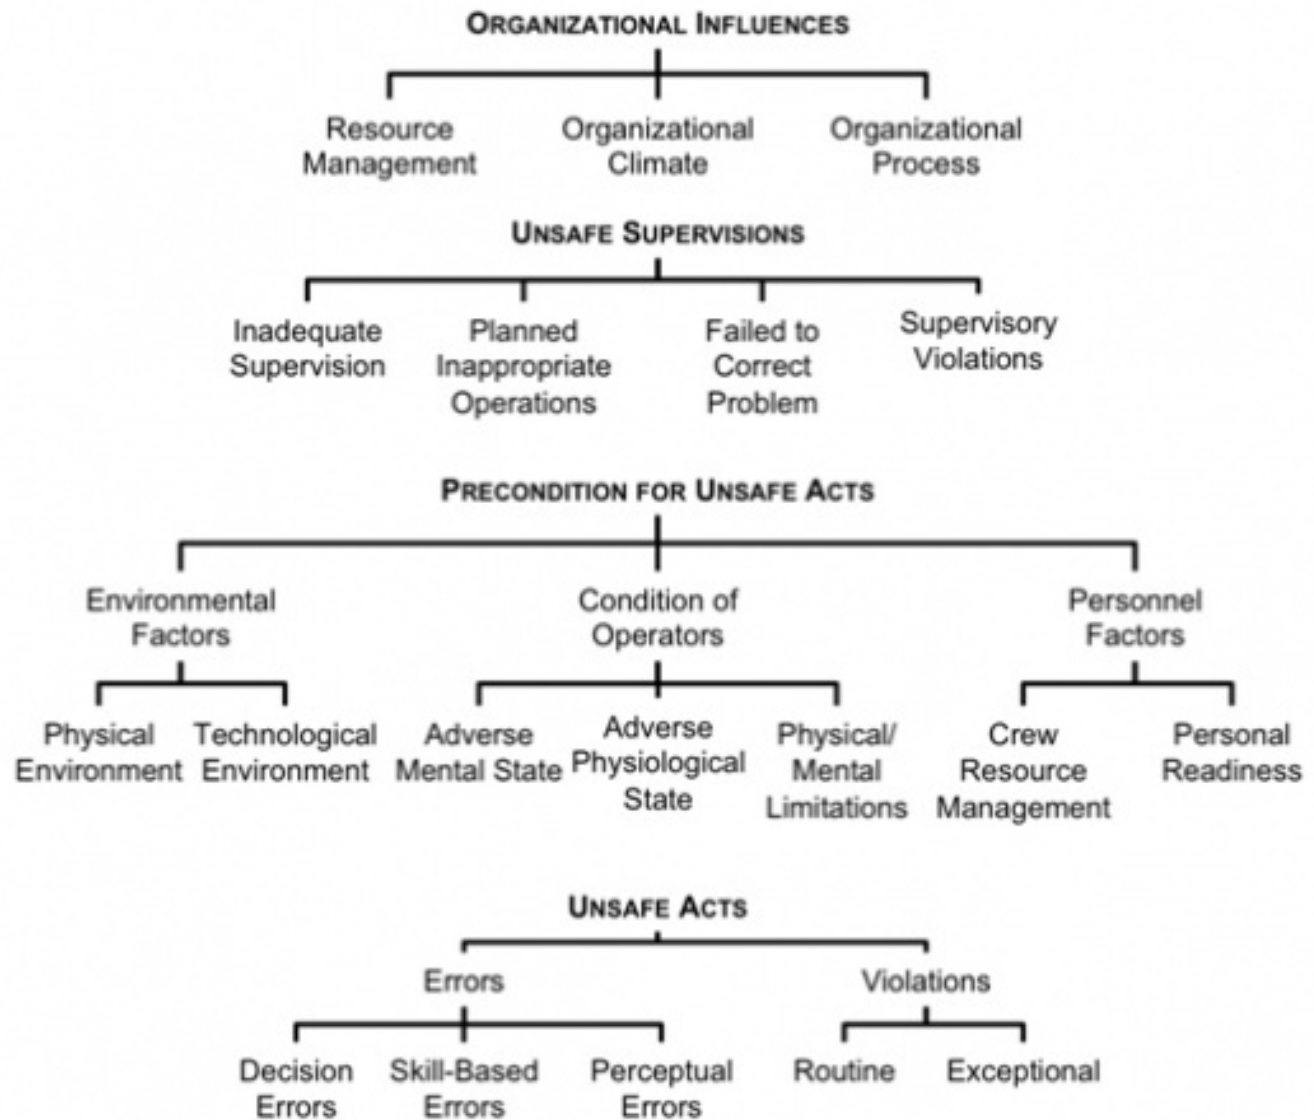 ORGANIZATIONAL INFLUENCES
Resource Management
Organizational Climate
Organizational Process
UNSAFE SUPERVISIONS
Inadequate Supervision
Planned Inappropriate Operations
Failed to Correct Problem
Supervisory Violations
PRECONDITION FOR UNSAFE ACTS
Environmental Factors
Condition of Operators
Personnel Factors
Physical Environment
Technological Environment
Adverse Mental State
Adverse Physiological State
Physical/ Mental Limitations
Crew Resource Management
Personal Readiness
UNSAFE ACTS
Errors
Violations
Decision Errors
Skill-Based Errors
Perceptual Errors
Routine
Exceptional